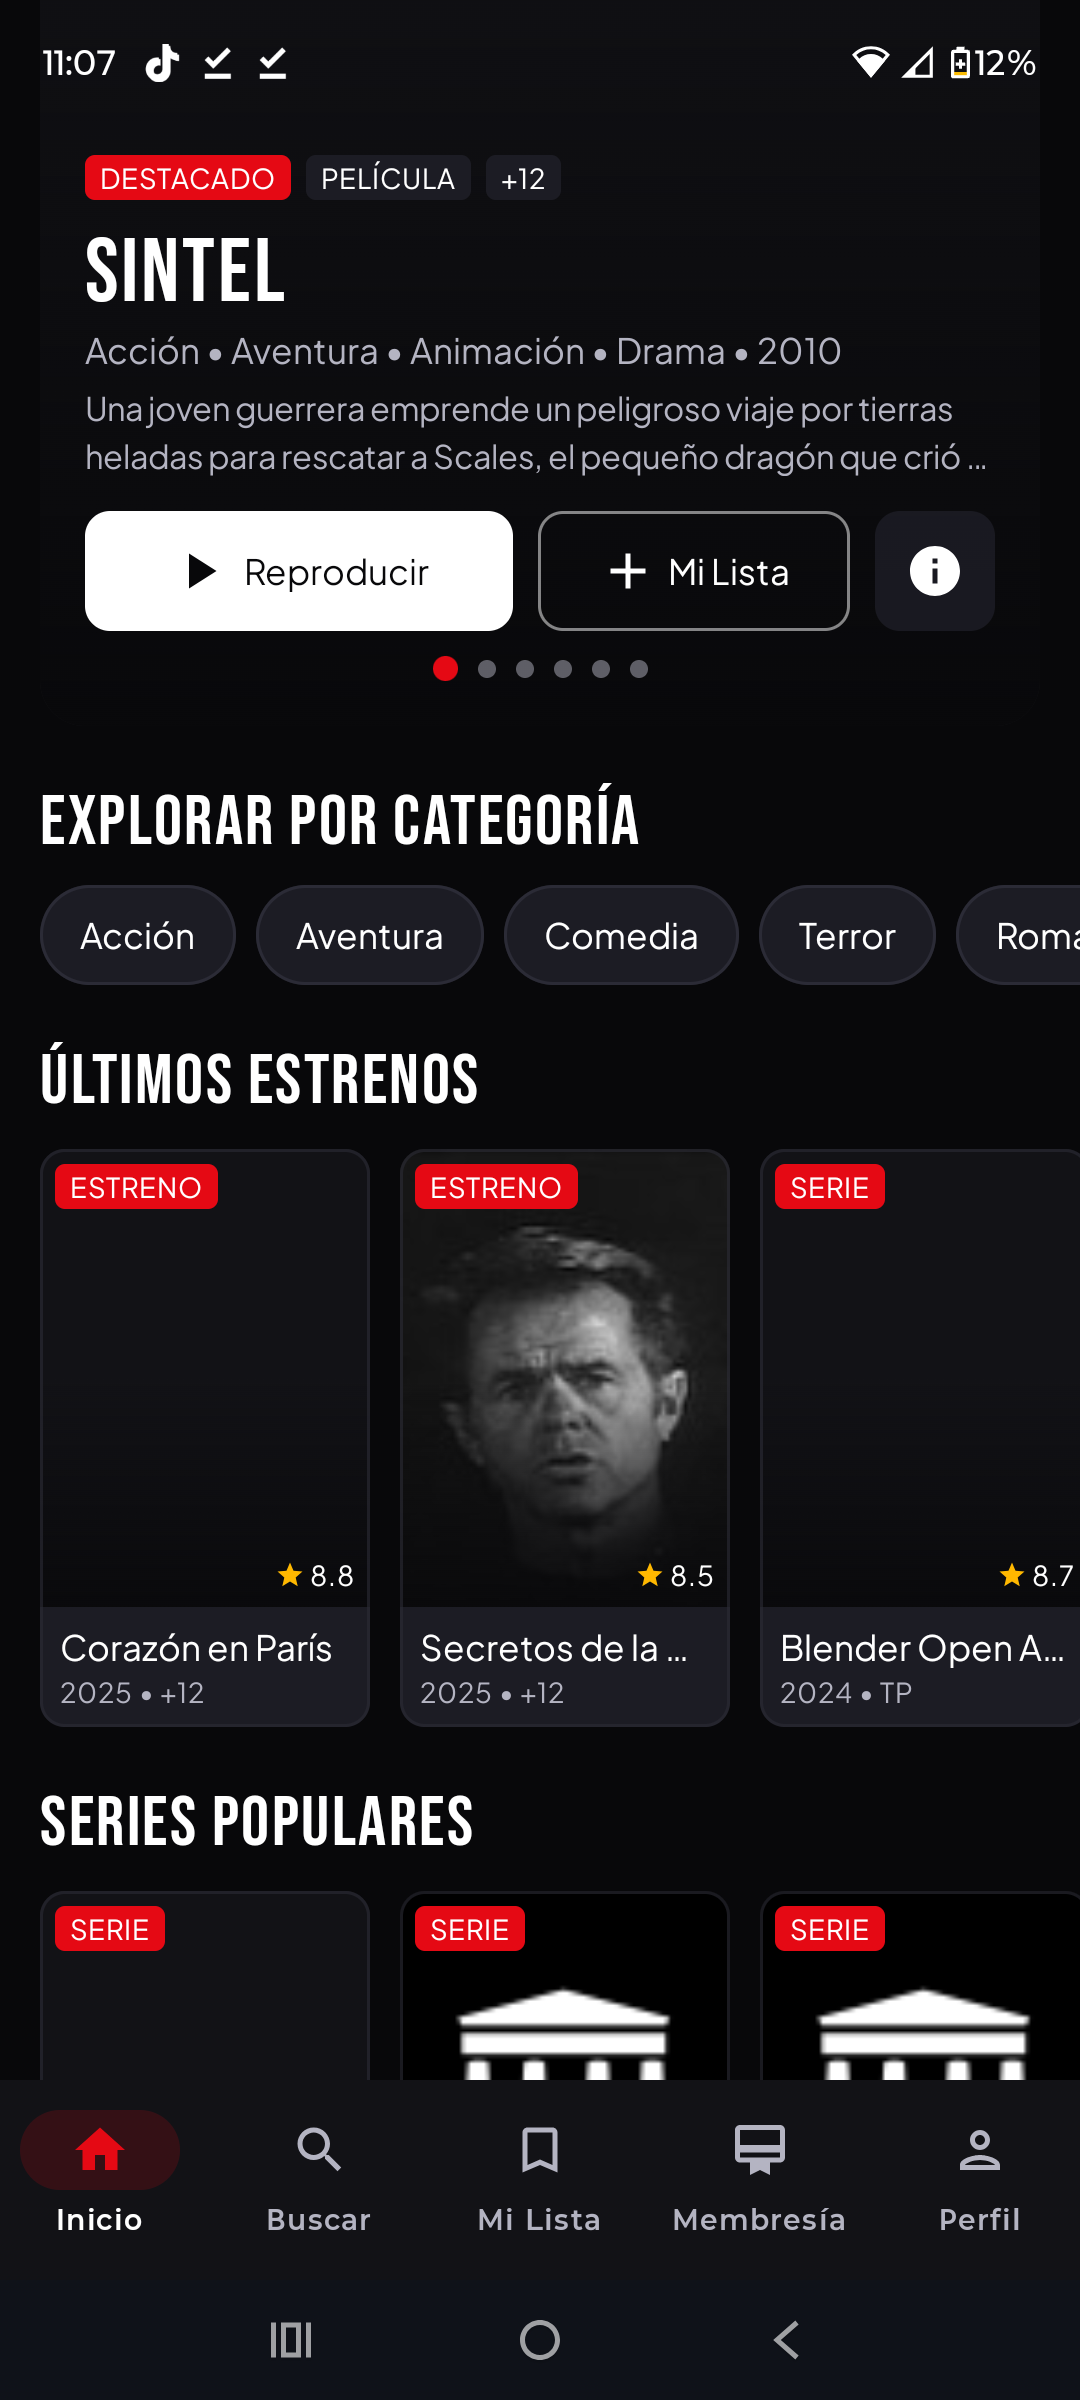 11:07
12%
DESTACADO PELÍCULA +12
SINTEL
Acción • Aventura • Animación • Drama • 2010
Una joven guerrera emprende un peligroso viaje por tierras
heladas para rescatar a Scales, el pequeño dragón que crió ...
Reproducir
Mi Lista
EXPLORAR POR CATEGORÍA
Acción
Aventura
Comedia
Terror
Roma
ÚLTIMOS ESTRENOS
ESTRENO
8.8
Corazón en París
2025 • +12
ESTRENO
8.5
Secretos de la ...
2025 • +12
SERIE
8.7
Blender Open A...
2024 • TP
SERIES POPULARES
SERIE
SERIE
SERIE
Inicio
Buscar
Mi Lista
Membresía
Perfil